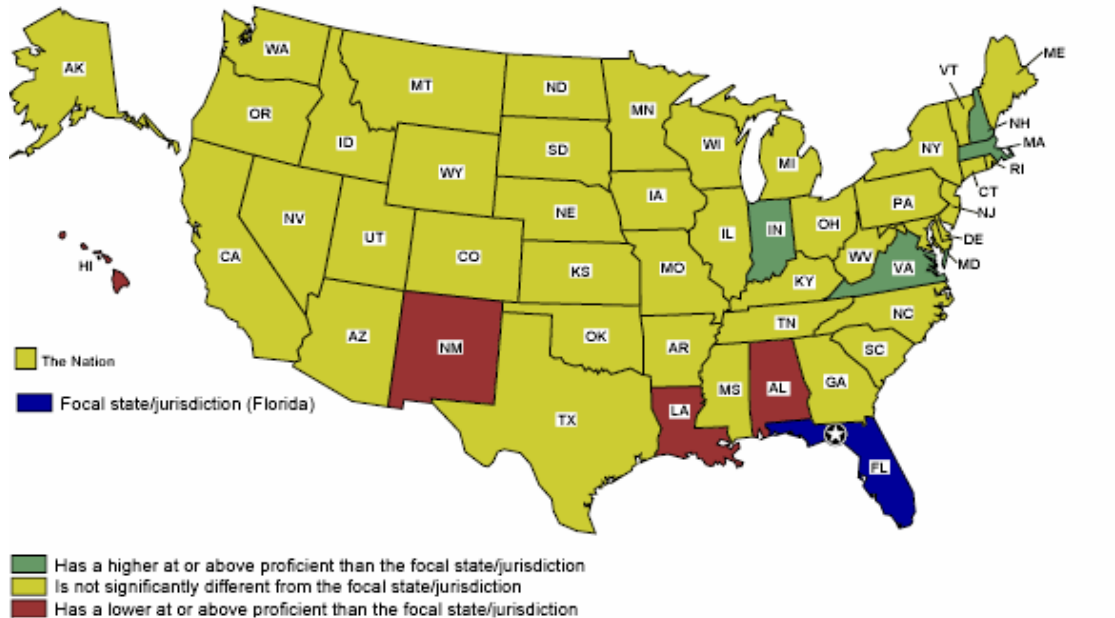 AK
WA
MT
ND
MN
VT
ME
OR
ID
SD
WI
MI
NY
NH
MA
RI
WY
IA
CT
NV
NE
PA
NJ
CA
UT
CO
IL
IN
OH
WV
DE
MD
HI
KS
MO
KY
VA
AZ
NM
OK
AR
TN
NC
SC
The Nation
MS
AL
GA
Focal state/jurisdiction (Florida)
TX
LA
FL
Has a higher at or above proficient than the focal state/jurisdiction
Is not significantly different from the focal state/jurisdiction
Has a lower at or above proficient than the focal state/jurisdiction